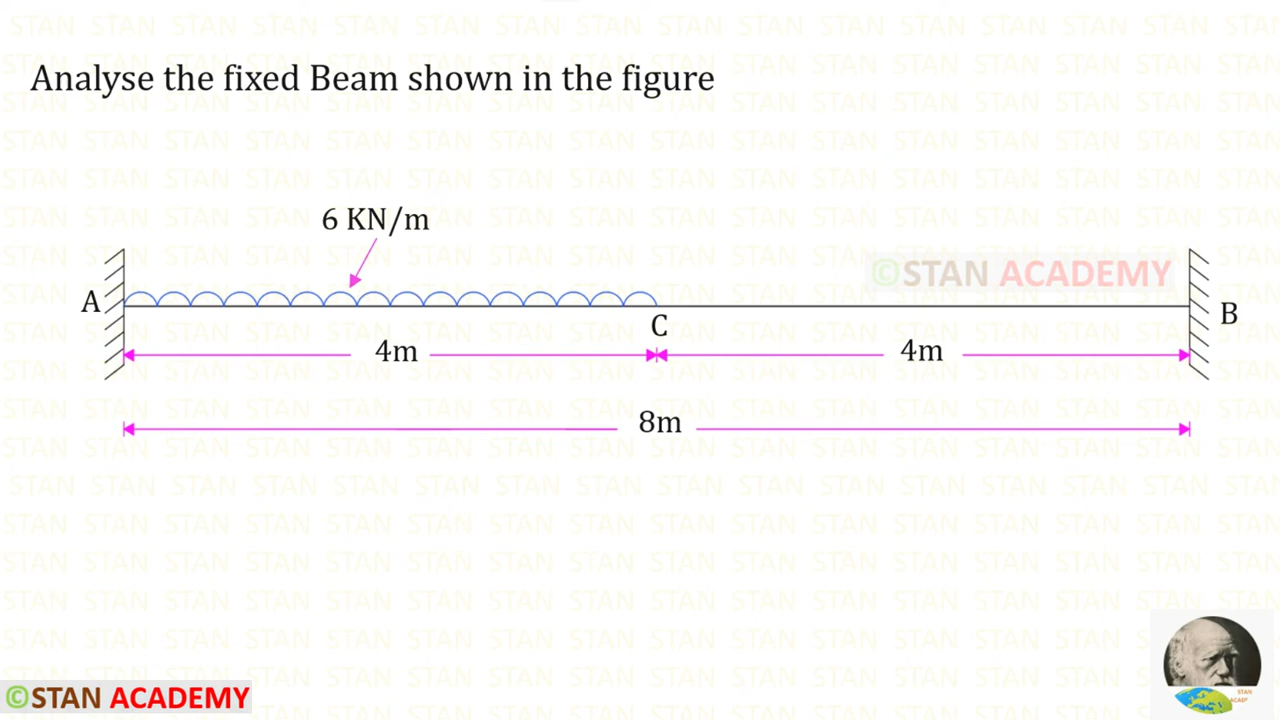 Analyse the fixed Beam shown in the figure
6 KN/m
©STAN ACADEMY
A
B
C
4m
4m
8m
©STAN ACADEMY